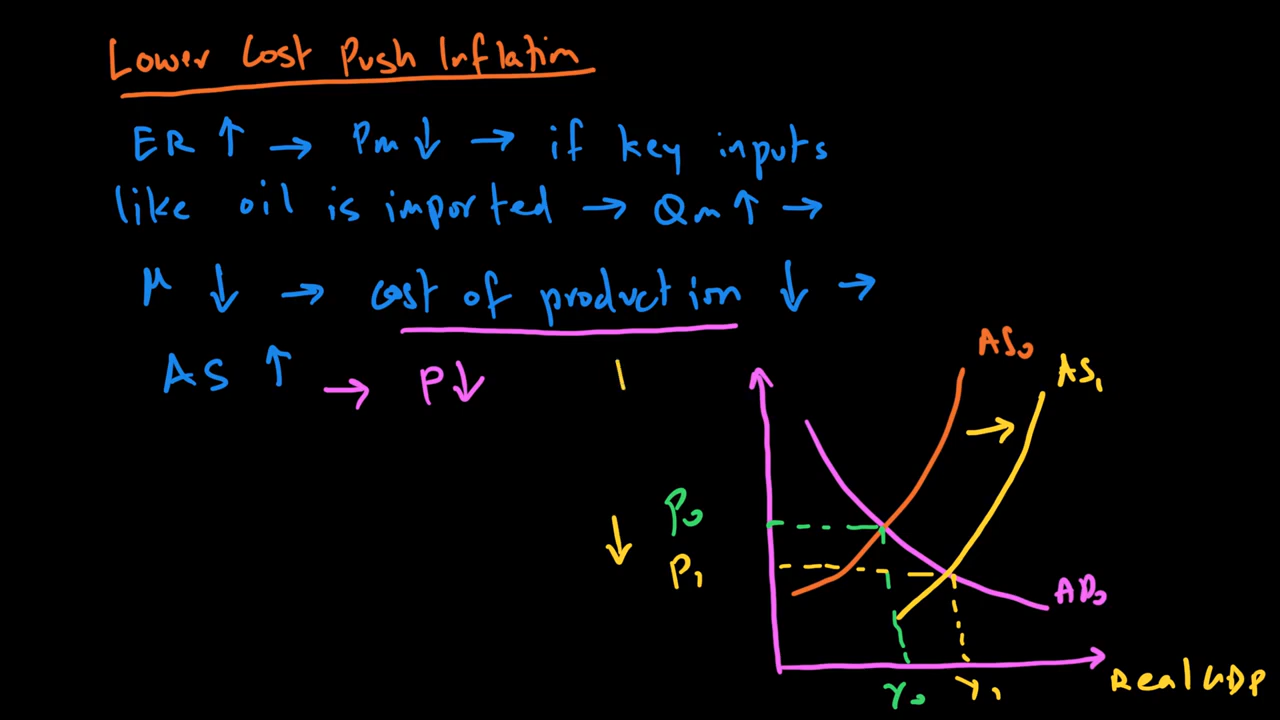 Lower Cost Push Inflation
ER ↑ → Pm ↓ → if key inputs
like oil is imported → Qm ↑ →
M ↓ → cost of production ↓ →
AS ↑ → P ↓
AS₀
AS₁
↓ P₀
P₁
AD₀
Y₀ Y₁
Real GDP